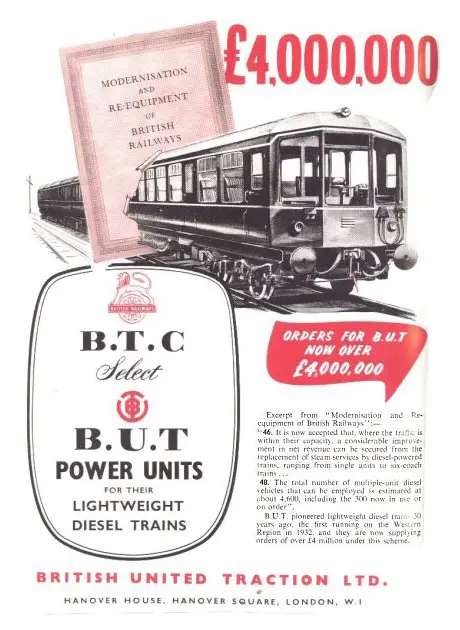 £4,000,000
MODERNISATION
AND
RE-EQUIPMENT
OF
BRITISH
RAILWAYS
BRITISH RAILWAYS
B.T.C
Select
B.U.T
POWER UNITS
FOR THEIR
LIGHTWEIGHT
DIESEL TRAINS
ORDERS FOR B.U.T
NOW OVER
£4,000,000
Excerpt from "Modernisation and Re-
equipment of British Railways":—
"46. It is now accepted that, where the traffic is
within their capacity, a considerable improve-
ment in net revenue can be secured from the
replacement of steam services by diesel-powered
trains, ranging from single units to six-coach
trains . . .
48. The total number of multiple-unit diesel
vehicles that can be employed is estimated at
about 4,600, including the 300 now in use or
on order".
B.U.T. pioneered lightweight diesel trains 30
years ago, the first running on the Western
Region in 1932, and they are now supplying
orders of over £4 million under this scheme.
BRITISH UNITED TRACTION LTD.
HANOVER HOUSE, HANOVER SQUARE, LONDON, W.1